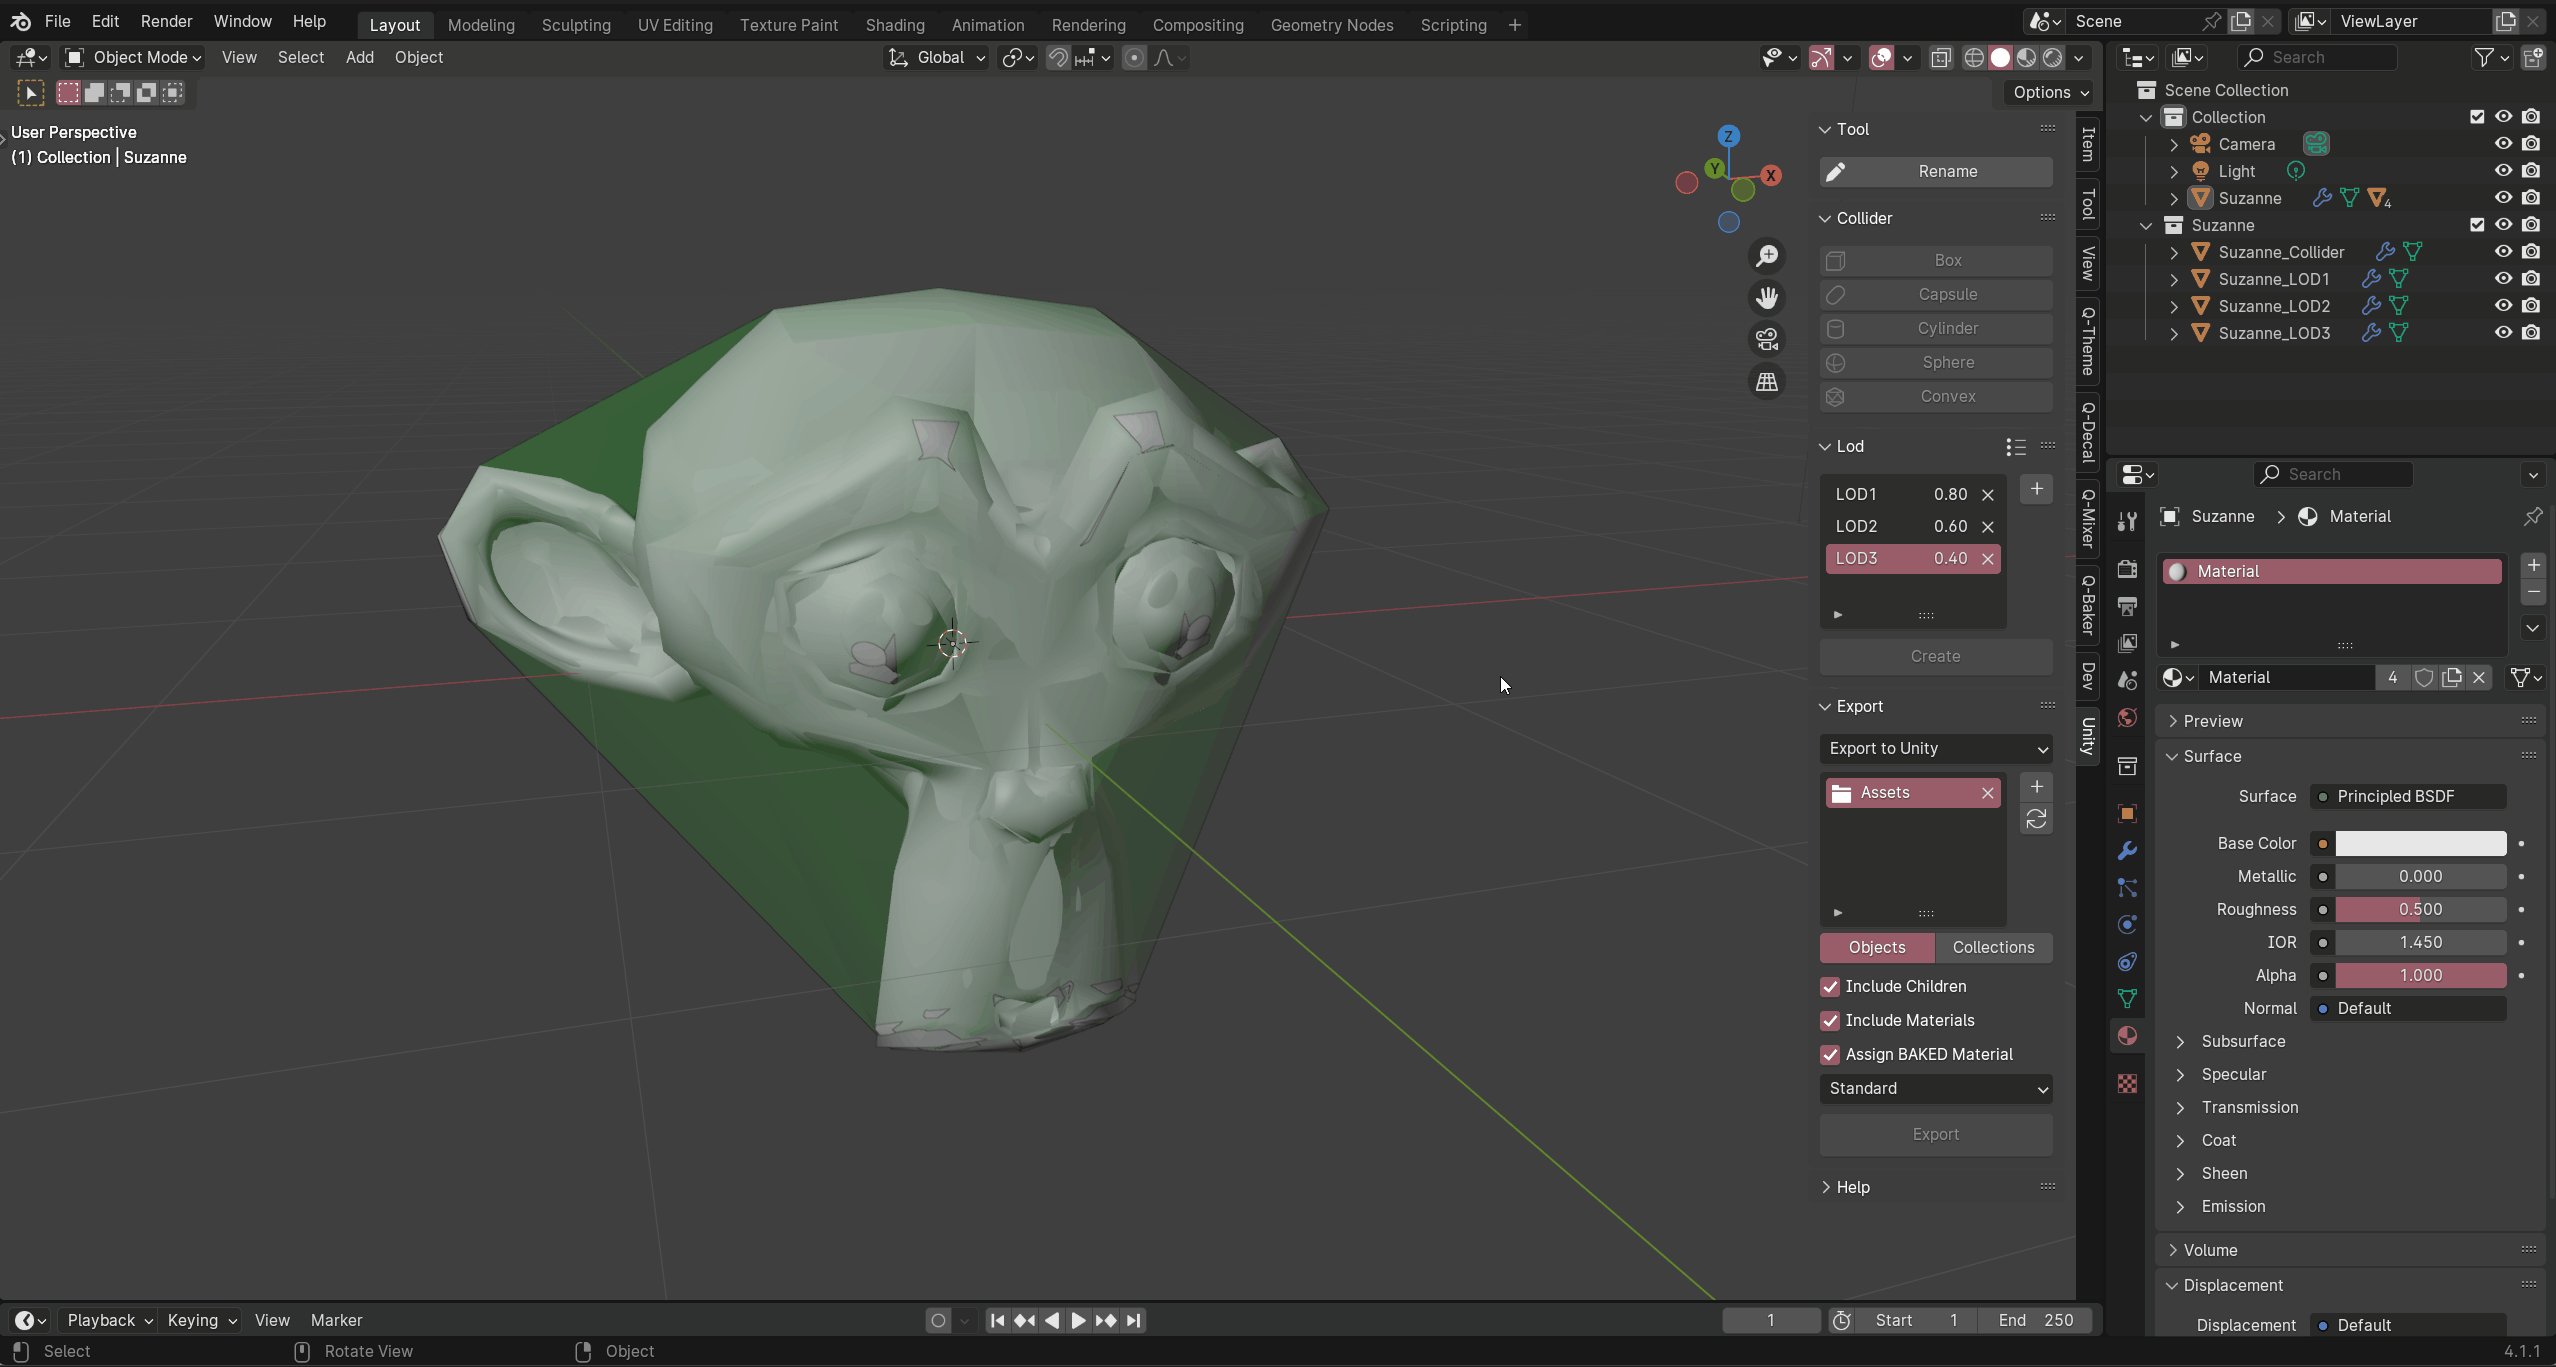 File Edit Render Window Help
Layout Modeling Sculpting UV Editing Texture Paint Shading Animation Rendering Compositing Geometry Nodes Scripting
Scene
ViewLayer
Object Mode View Select Add Object
Global
Options
User Perspective
(1) Collection | Suzanne
Z
Y
X
Tool
Rename
Collider
Box
Capsule
Cylinder
Sphere
Convex
Lod
LOD1 0.80
LOD2 0.60
LOD3 0.40
Create
Export
Export to Unity
Assets
Objects Collections
Include Children
Include Materials
Assign BAKED Material
Standard
Export
Help
Item
Tool
View
Q-Theme
Q-Decal
Q-Mixer
Q-Baker
Dev
Unity
Search
Scene Collection
Collection
Camera
Light
Suzanne 4
Suzanne
Suzanne_Collider
Suzanne_LOD1
Suzanne_LOD2
Suzanne_LOD3
Search
Suzanne Material
Material
Material 4
Preview
Surface
Surface Principled BSDF
Base Color
Metallic 0.000
Roughness 0.500
IOR 1.450
Alpha 1.000
Normal Default
Subsurface
Specular
Transmission
Coat
Sheen
Emission
Volume
Displacement
Displacement Default
Playback Keying View Marker
1
Start 1 End 250
Select
Rotate View
Object
4.1.1